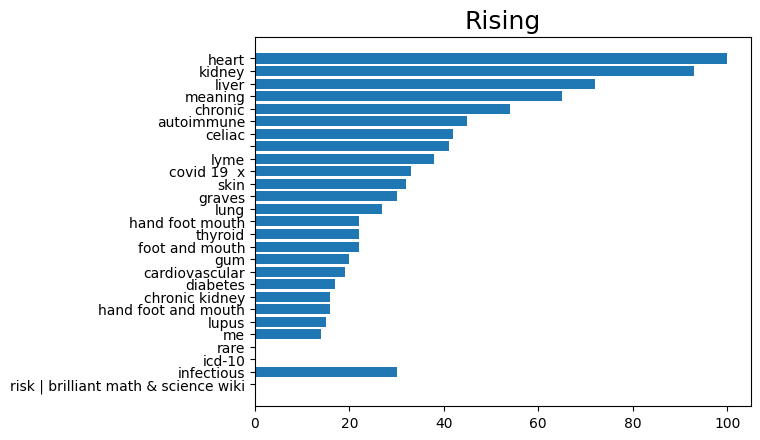 Rising
heart
kidney
liver
meaning
chronic
autoimmune
celiac
lyme
covid 19  x
skin
graves
lung
hand foot mouth
thyroid
foot and mouth
gum
cardiovascular
diabetes
chronic kidney
hand foot and mouth
lupus
me
rare
icd-10
infectious
risk | brilliant math & science wiki
0 20 40 60 80 100